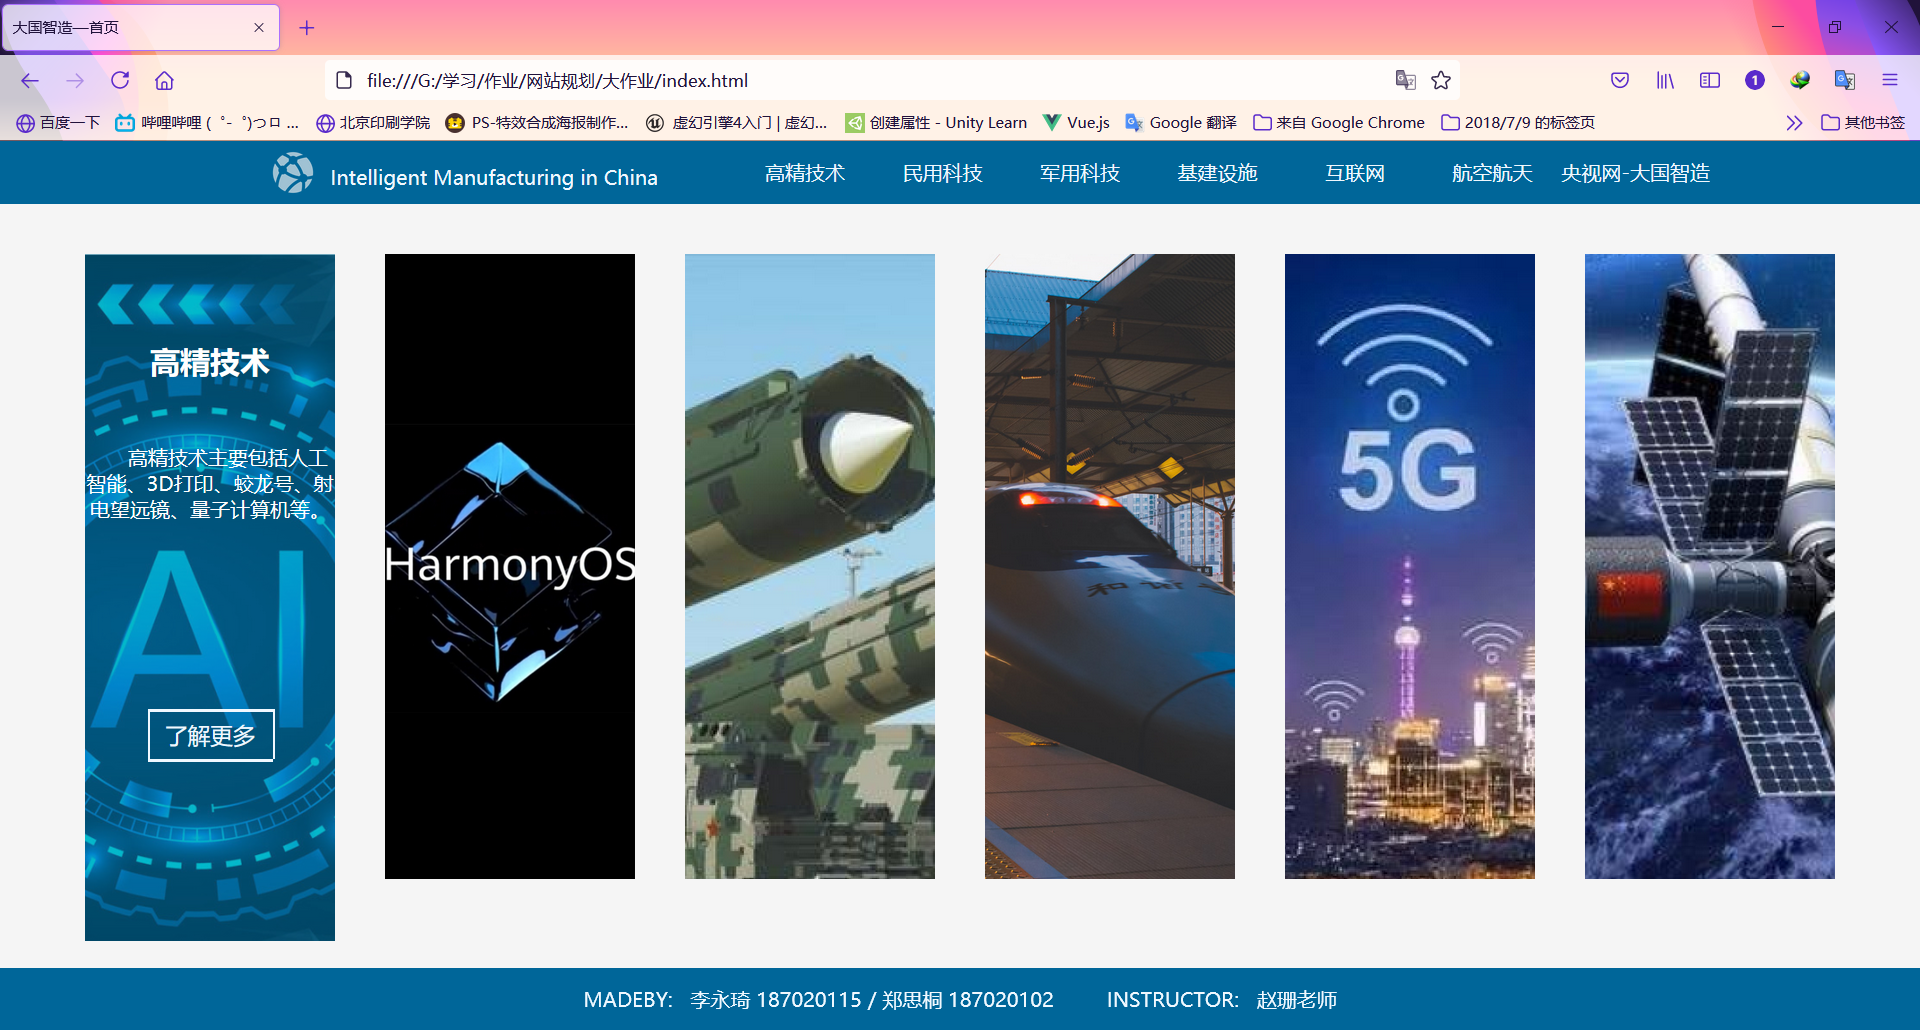 大国智造—首页
file:///G:/学习/作业/网站规划/大作业/index.html
1
百度一下
哔哩哔哩 ( ゜- ゜)つロ ...
北京印刷学院
PS-特效合成海报制作...
虚幻引擎4入门 | 虚幻...
创建属性 - Unity Learn
Vue.js
Google 翻译
来自 Google Chrome
2018/7/9 的标签页
其他书签
Intelligent Manufacturing in China
高精技术
民用科技
军用科技
基建设施
互联网
航空航天
央视网-大国智造
高精技术
高精技术主要包括人工
智能、3D打印、蛟龙号、射
电望远镜、量子计算机等。
AI
了解更多
HarmonyOS
和谐
5G
MADEBY: 李永琦 187020115 / 郑思桐 187020102
INSTRUCTOR: 赵珊老师